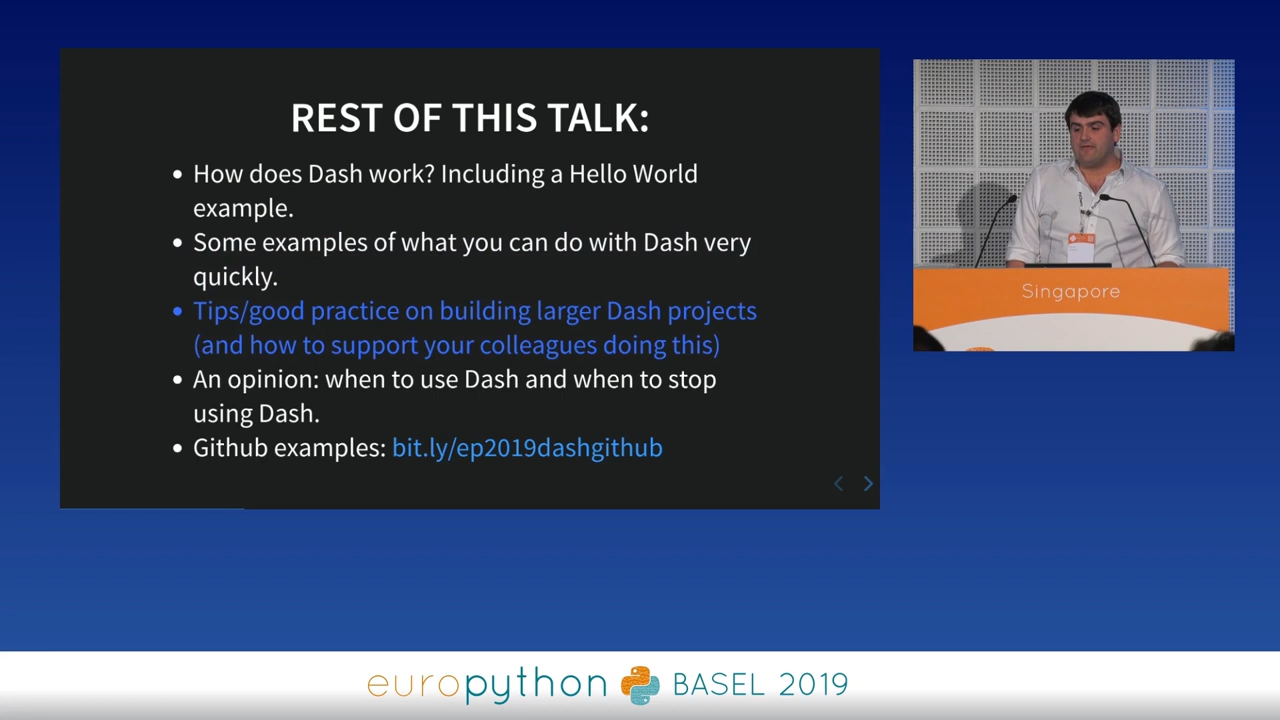 REST OF THIS TALK:
• How does Dash work? Including a Hello World
example.
• Some examples of what you can do with Dash very
quickly.
• Tips/good practice on building larger Dash projects
(and how to support your colleagues doing this)
• An opinion: when to use Dash and when to stop
using Dash.
• Github examples: bit.ly/ep2019dashgithub
Singapore
europython BASEL 2019